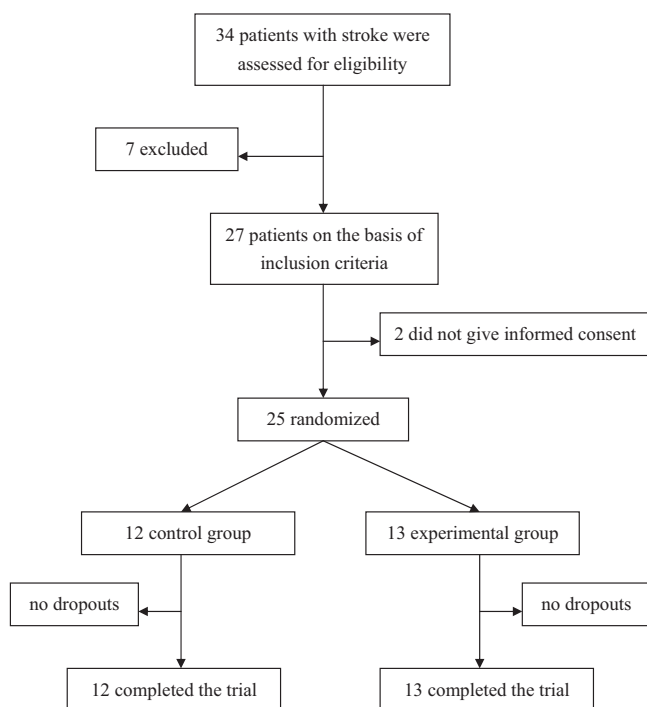 34 patients with stroke were
assessed for eligibility
7 excluded
27 patients on the basis of
inclusion criteria
2 did not give informed consent
25 randomized
12 control group
13 experimental group
no dropouts
no dropouts
12 completed the trial
13 completed the trial